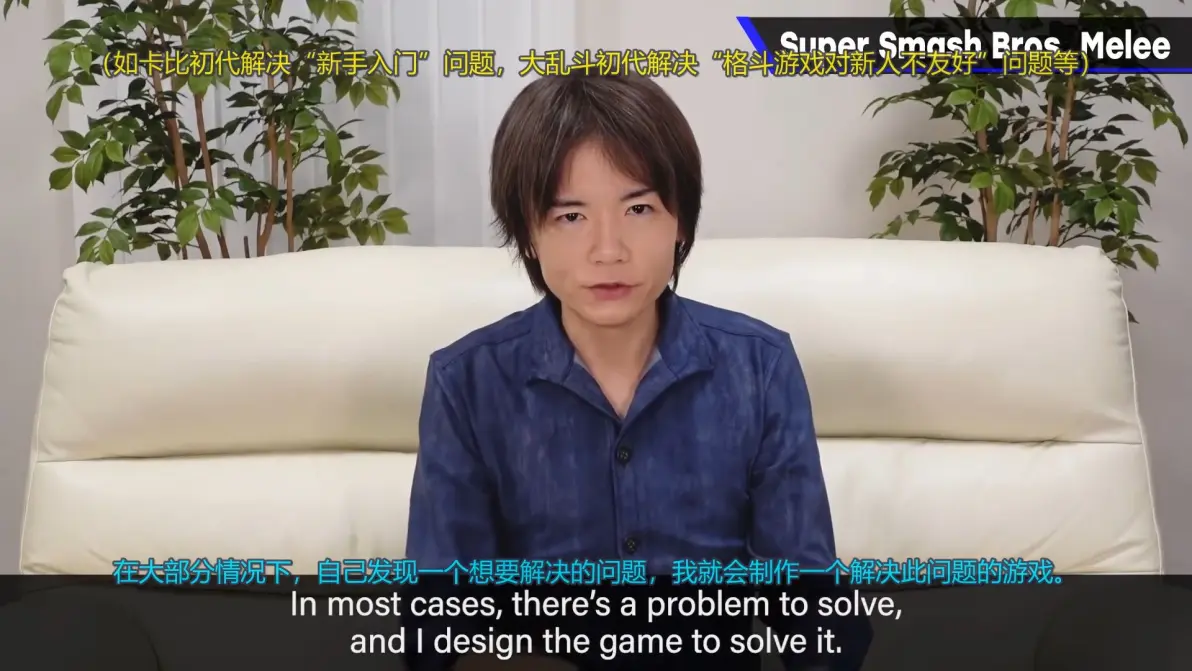 Super Smash Bros. Melee
（如卡比初代解决“新手入门”问题，大乱斗初代解决“格斗游戏对新人不友好”问题等）
在大部分情况下，自己发现一个想要解决的问题，我就会制作一个解决此问题的游戏。
In most cases, there’s a problem to solve,
and I design the game to solve it.